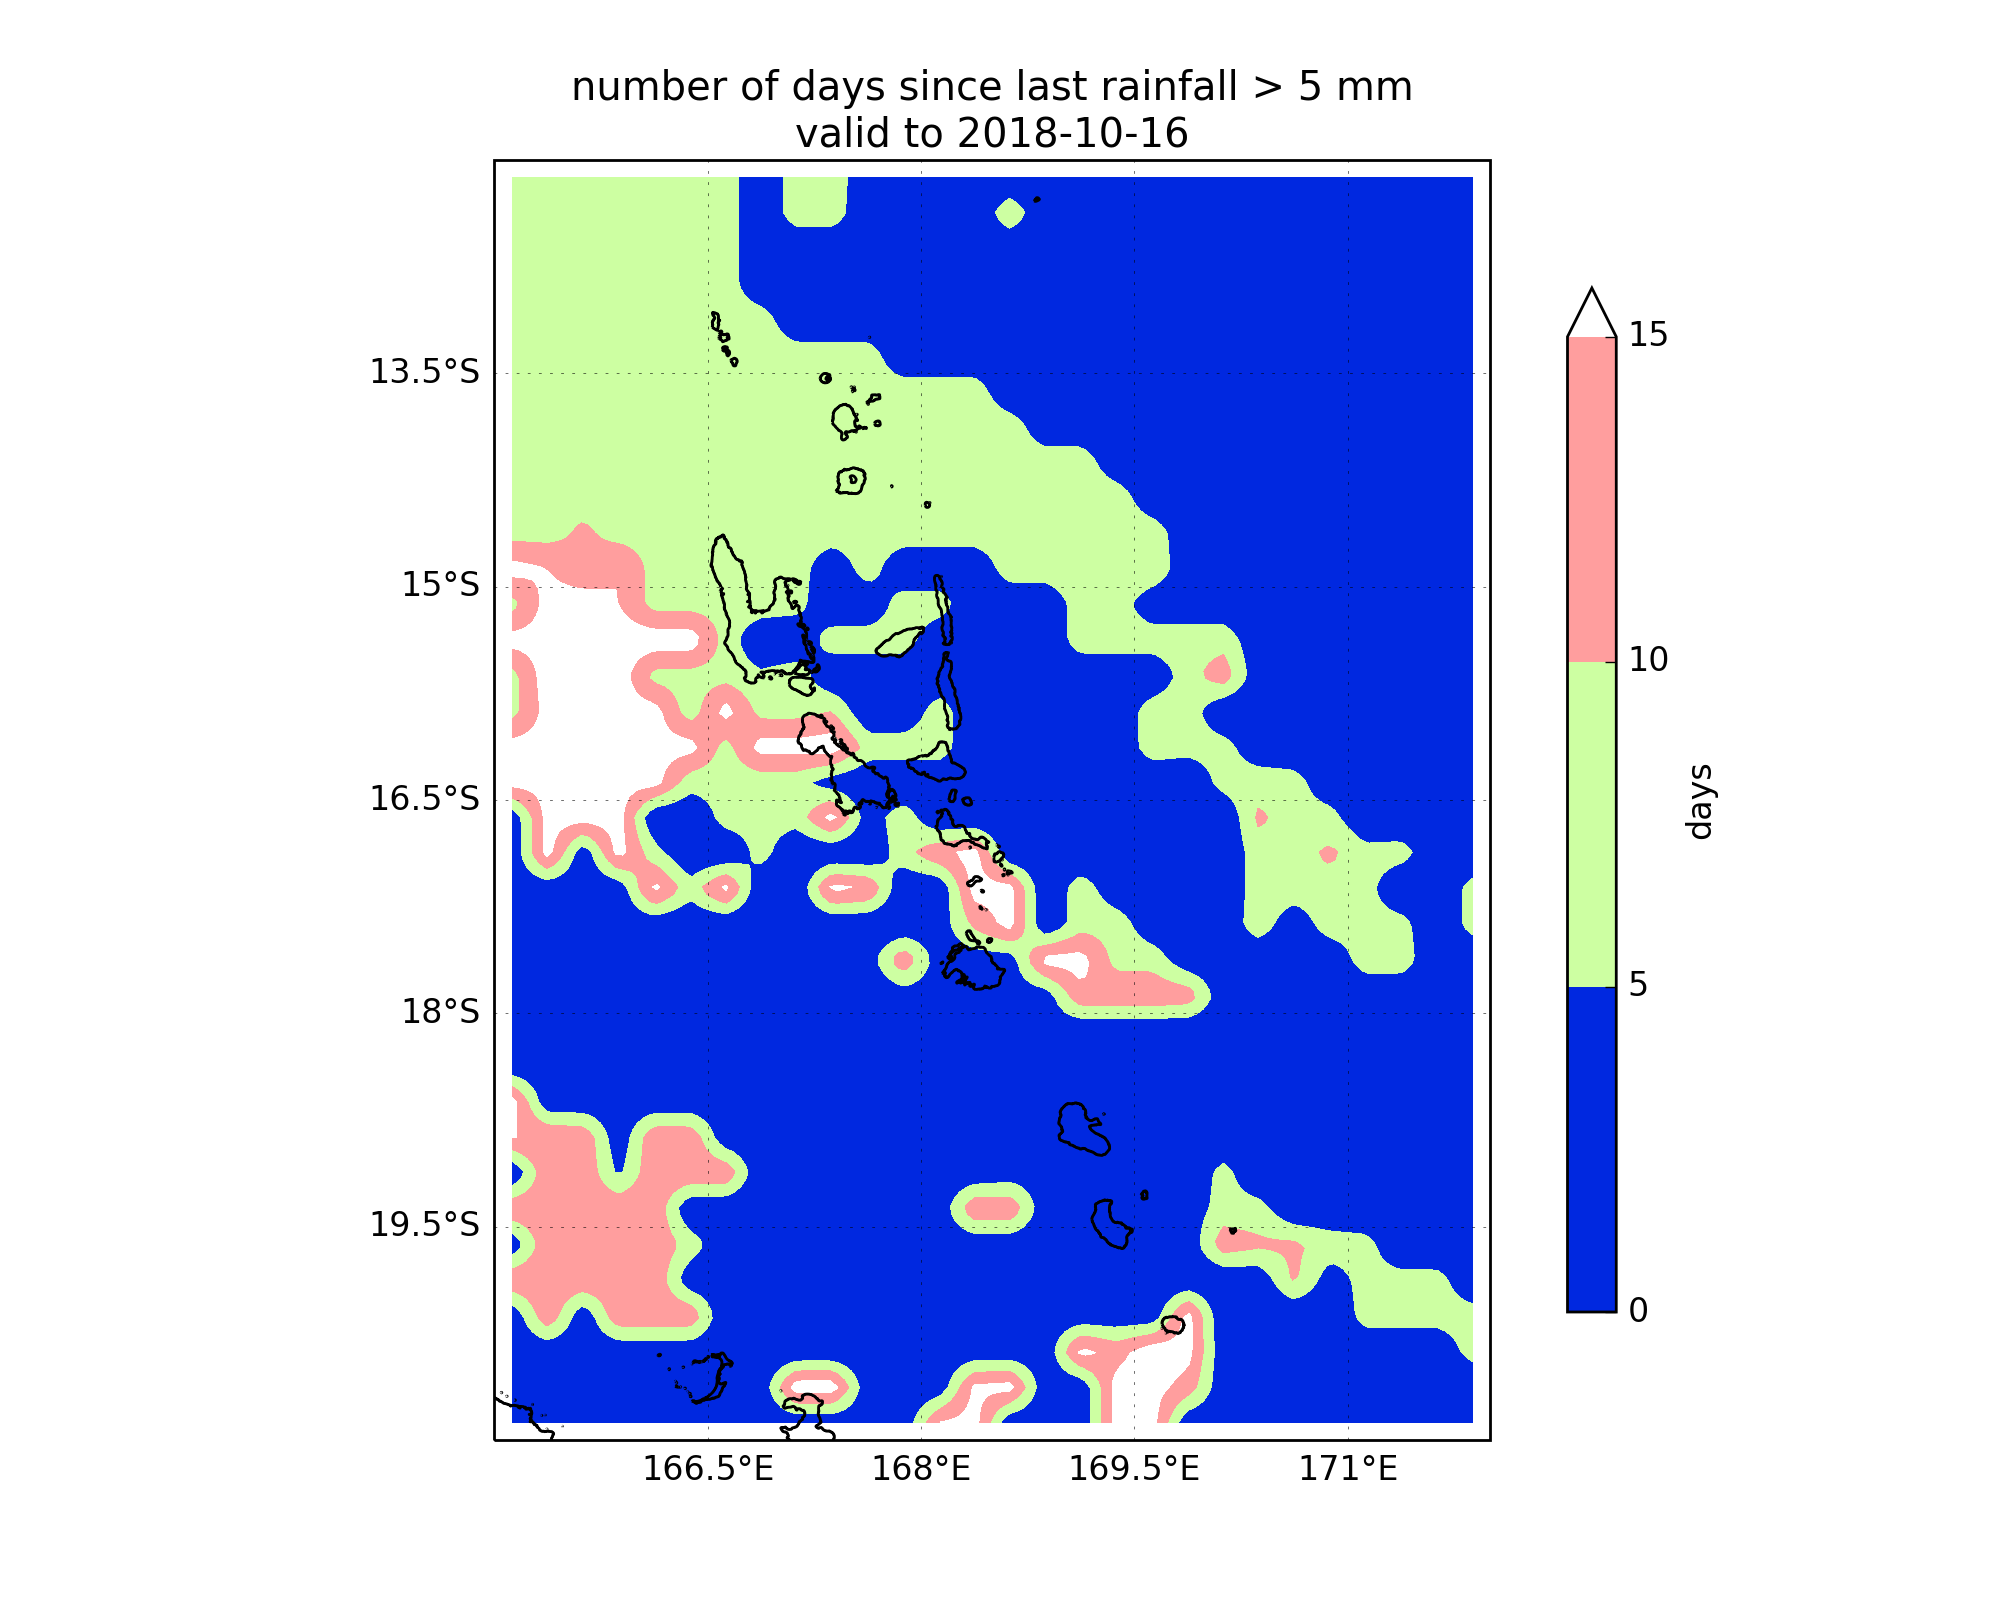 number of days since last rainfall > 5 mm
valid to 2018-10-16
13.5°S
15°S
16.5°S
18°S
19.5°S
166.5°E 168°E 169.5°E 171°E
15
10
5
0
days